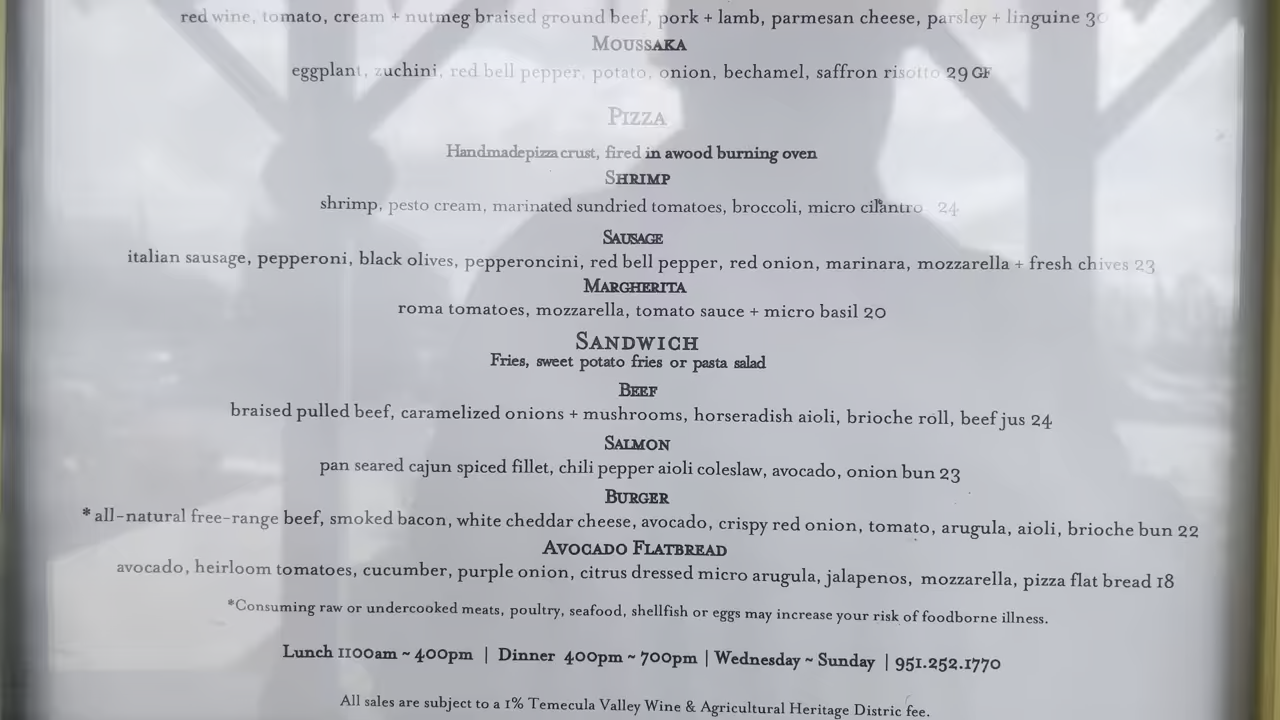 red wine, tomato, cream + nutmeg braised ground beef, pork + lamb, parmesan cheese, parsley + linguine 30
MOUSSAKA
eggplant, zuchini, red bell pepper, potato, onion, bechamel, saffron risotto 29 GF
PIZZA
Handmade pizza crust, fired in a wood burning oven
SHRIMP
shrimp, pesto cream, marinated sundried tomatoes, broccoli, micro cilantro 24
SAUSAGE
italian sausage, pepperoni, black olives, pepperoncini, red bell pepper, red onion, marinara, mozzarella + fresh chives 23
MARGHERITA
roma tomatoes, mozzarella, tomato sauce + micro basil 20
SANDWICH
Fries, sweet potato fries or pasta salad
BEEF
braised pulled beef, caramelized onions + mushrooms, horseradish aioli, brioche roll, beef jus 24
SALMON
pan seared cajun spiced fillet, chili pepper aioli coleslaw, avocado, onion bun 23
BURGER
*all-natural free-range beef, smoked bacon, white cheddar cheese, avocado, crispy red onion, tomato, arugula, aioli, brioche bun 22
AVOCADO FLATBREAD
avocado, heirloom tomatoes, cucumber, purple onion, citrus dressed micro arugula, jalapenos, mozzarella, pizza flat bread 18
*Consuming raw or undercooked meats, poultry, seafood, shellfish or eggs may increase your risk of foodborne illness.
Lunch 1100am ~ 400pm | Dinner 400pm ~ 700pm | Wednesday ~ Sunday | 951.252.1770
All sales are subject to a 1% Temecula Valley Wine & Agricultural Heritage Distric fee.